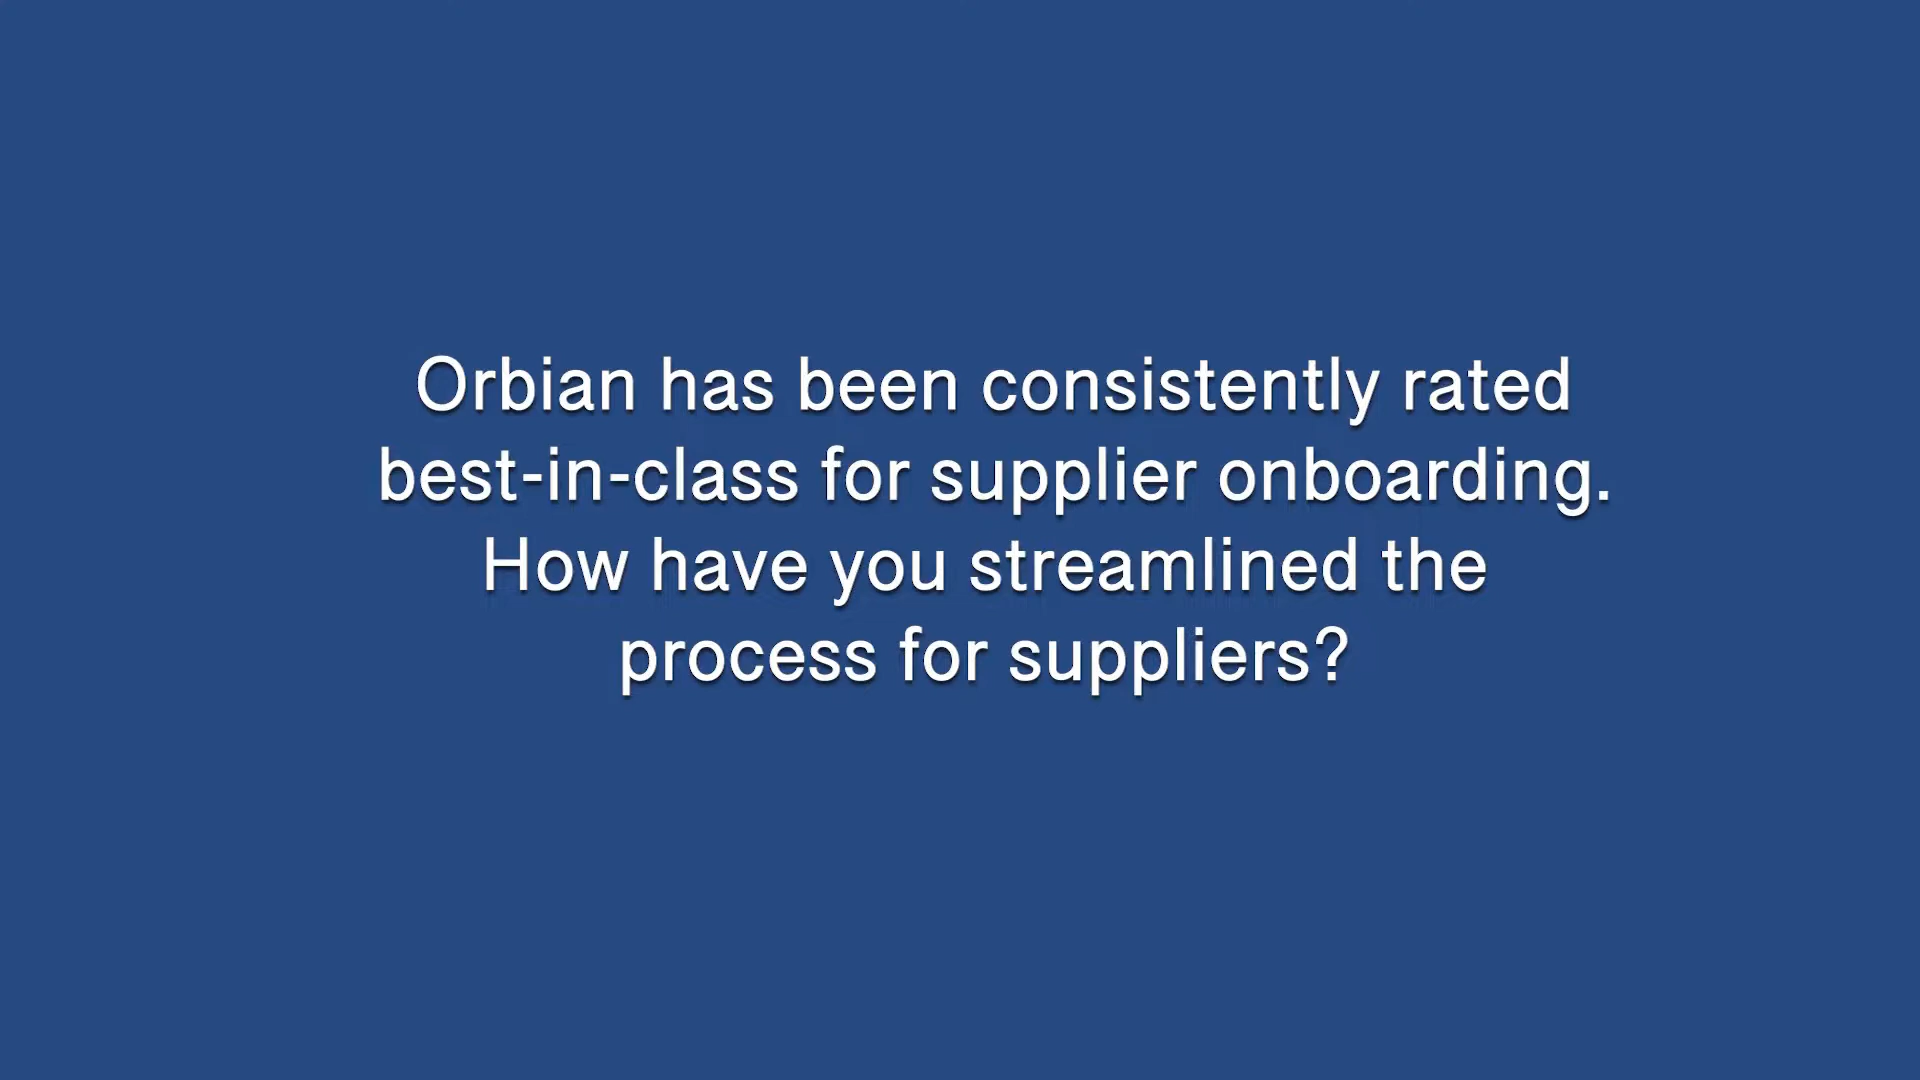 Orbian has been consistently rated
best-in-class for supplier onboarding.
How have you streamlined the
process for suppliers?